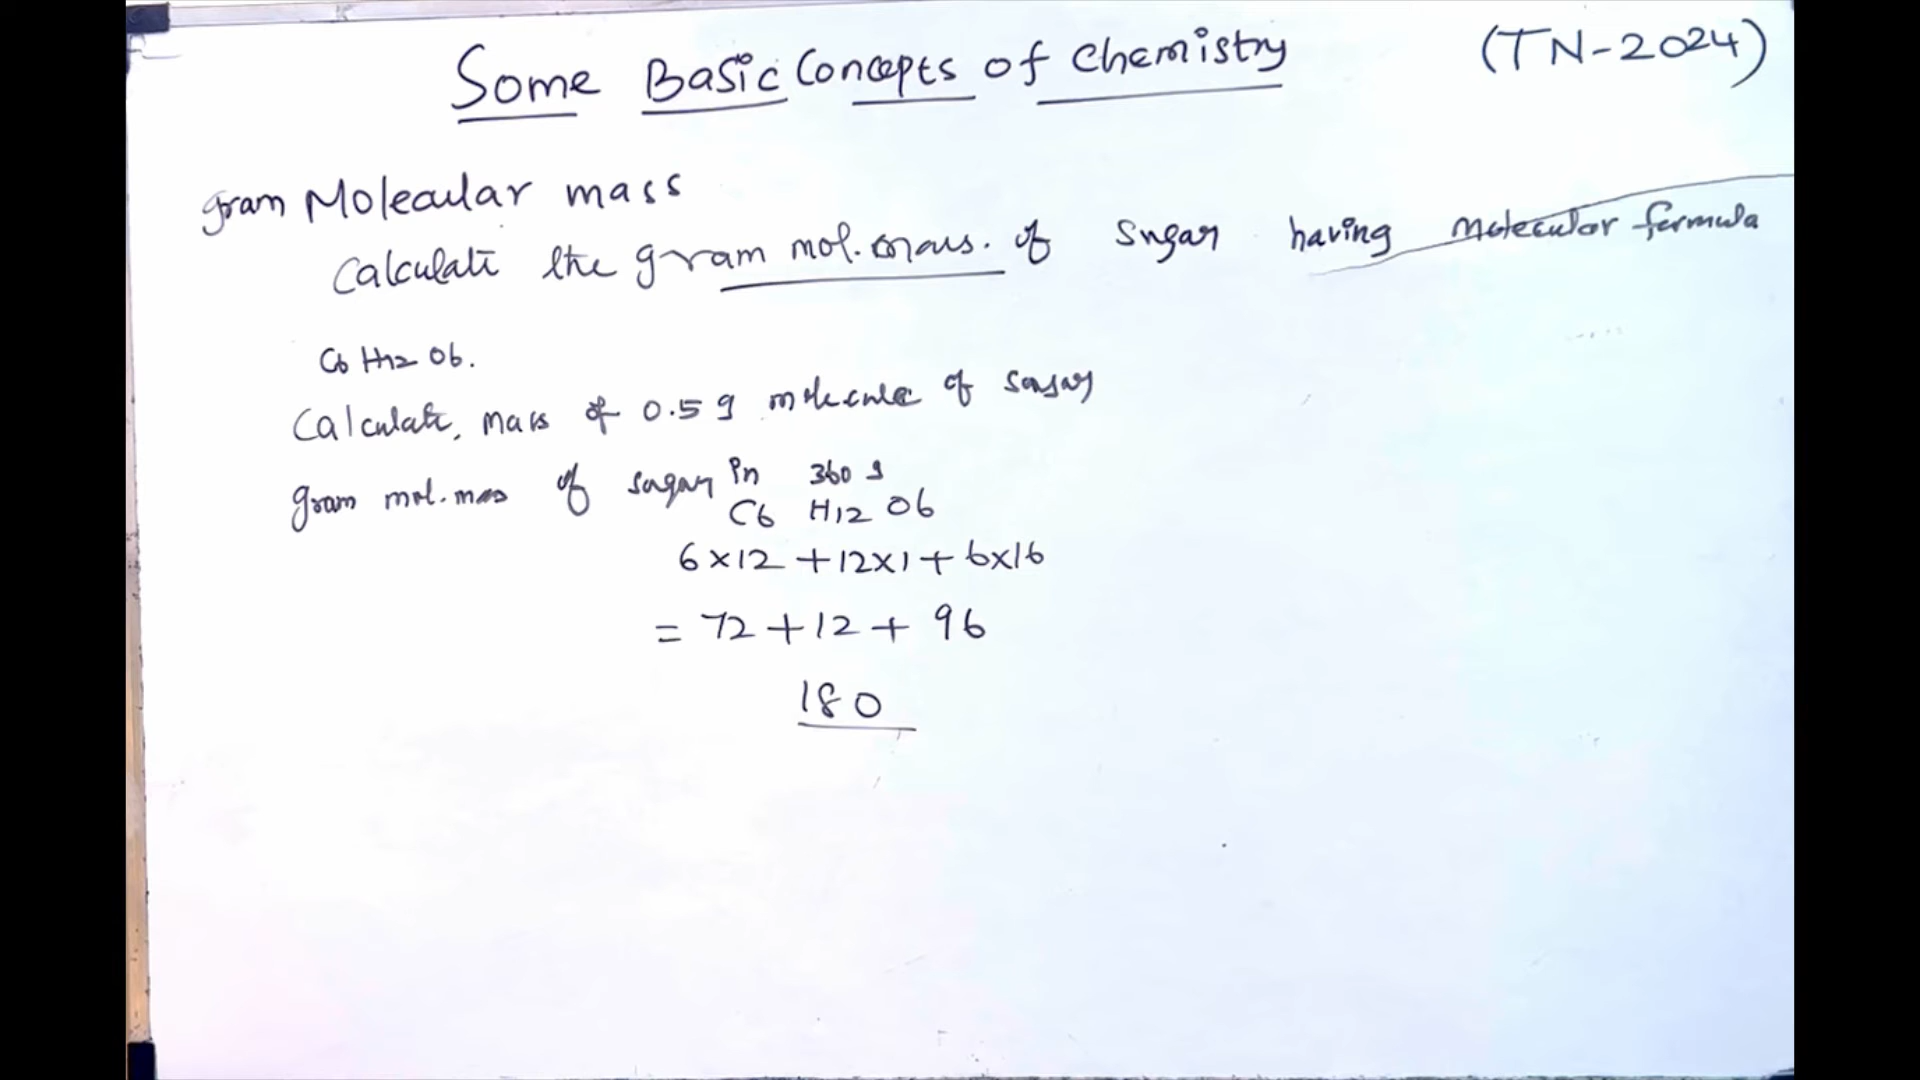 Some Basic Concepts of Chemistry (TN-2024)
gram Molecular mass
Calculate the gram mol. mass. of Sugar having Molecular formula
C6 H12 O6.
Calculate, mass of 0.5 g molecule of sugar
gram mol. mas of sugar in 360 g
C6 H12 O6
6×12 +12×1+ 6×16
= 72+12+ 96
180